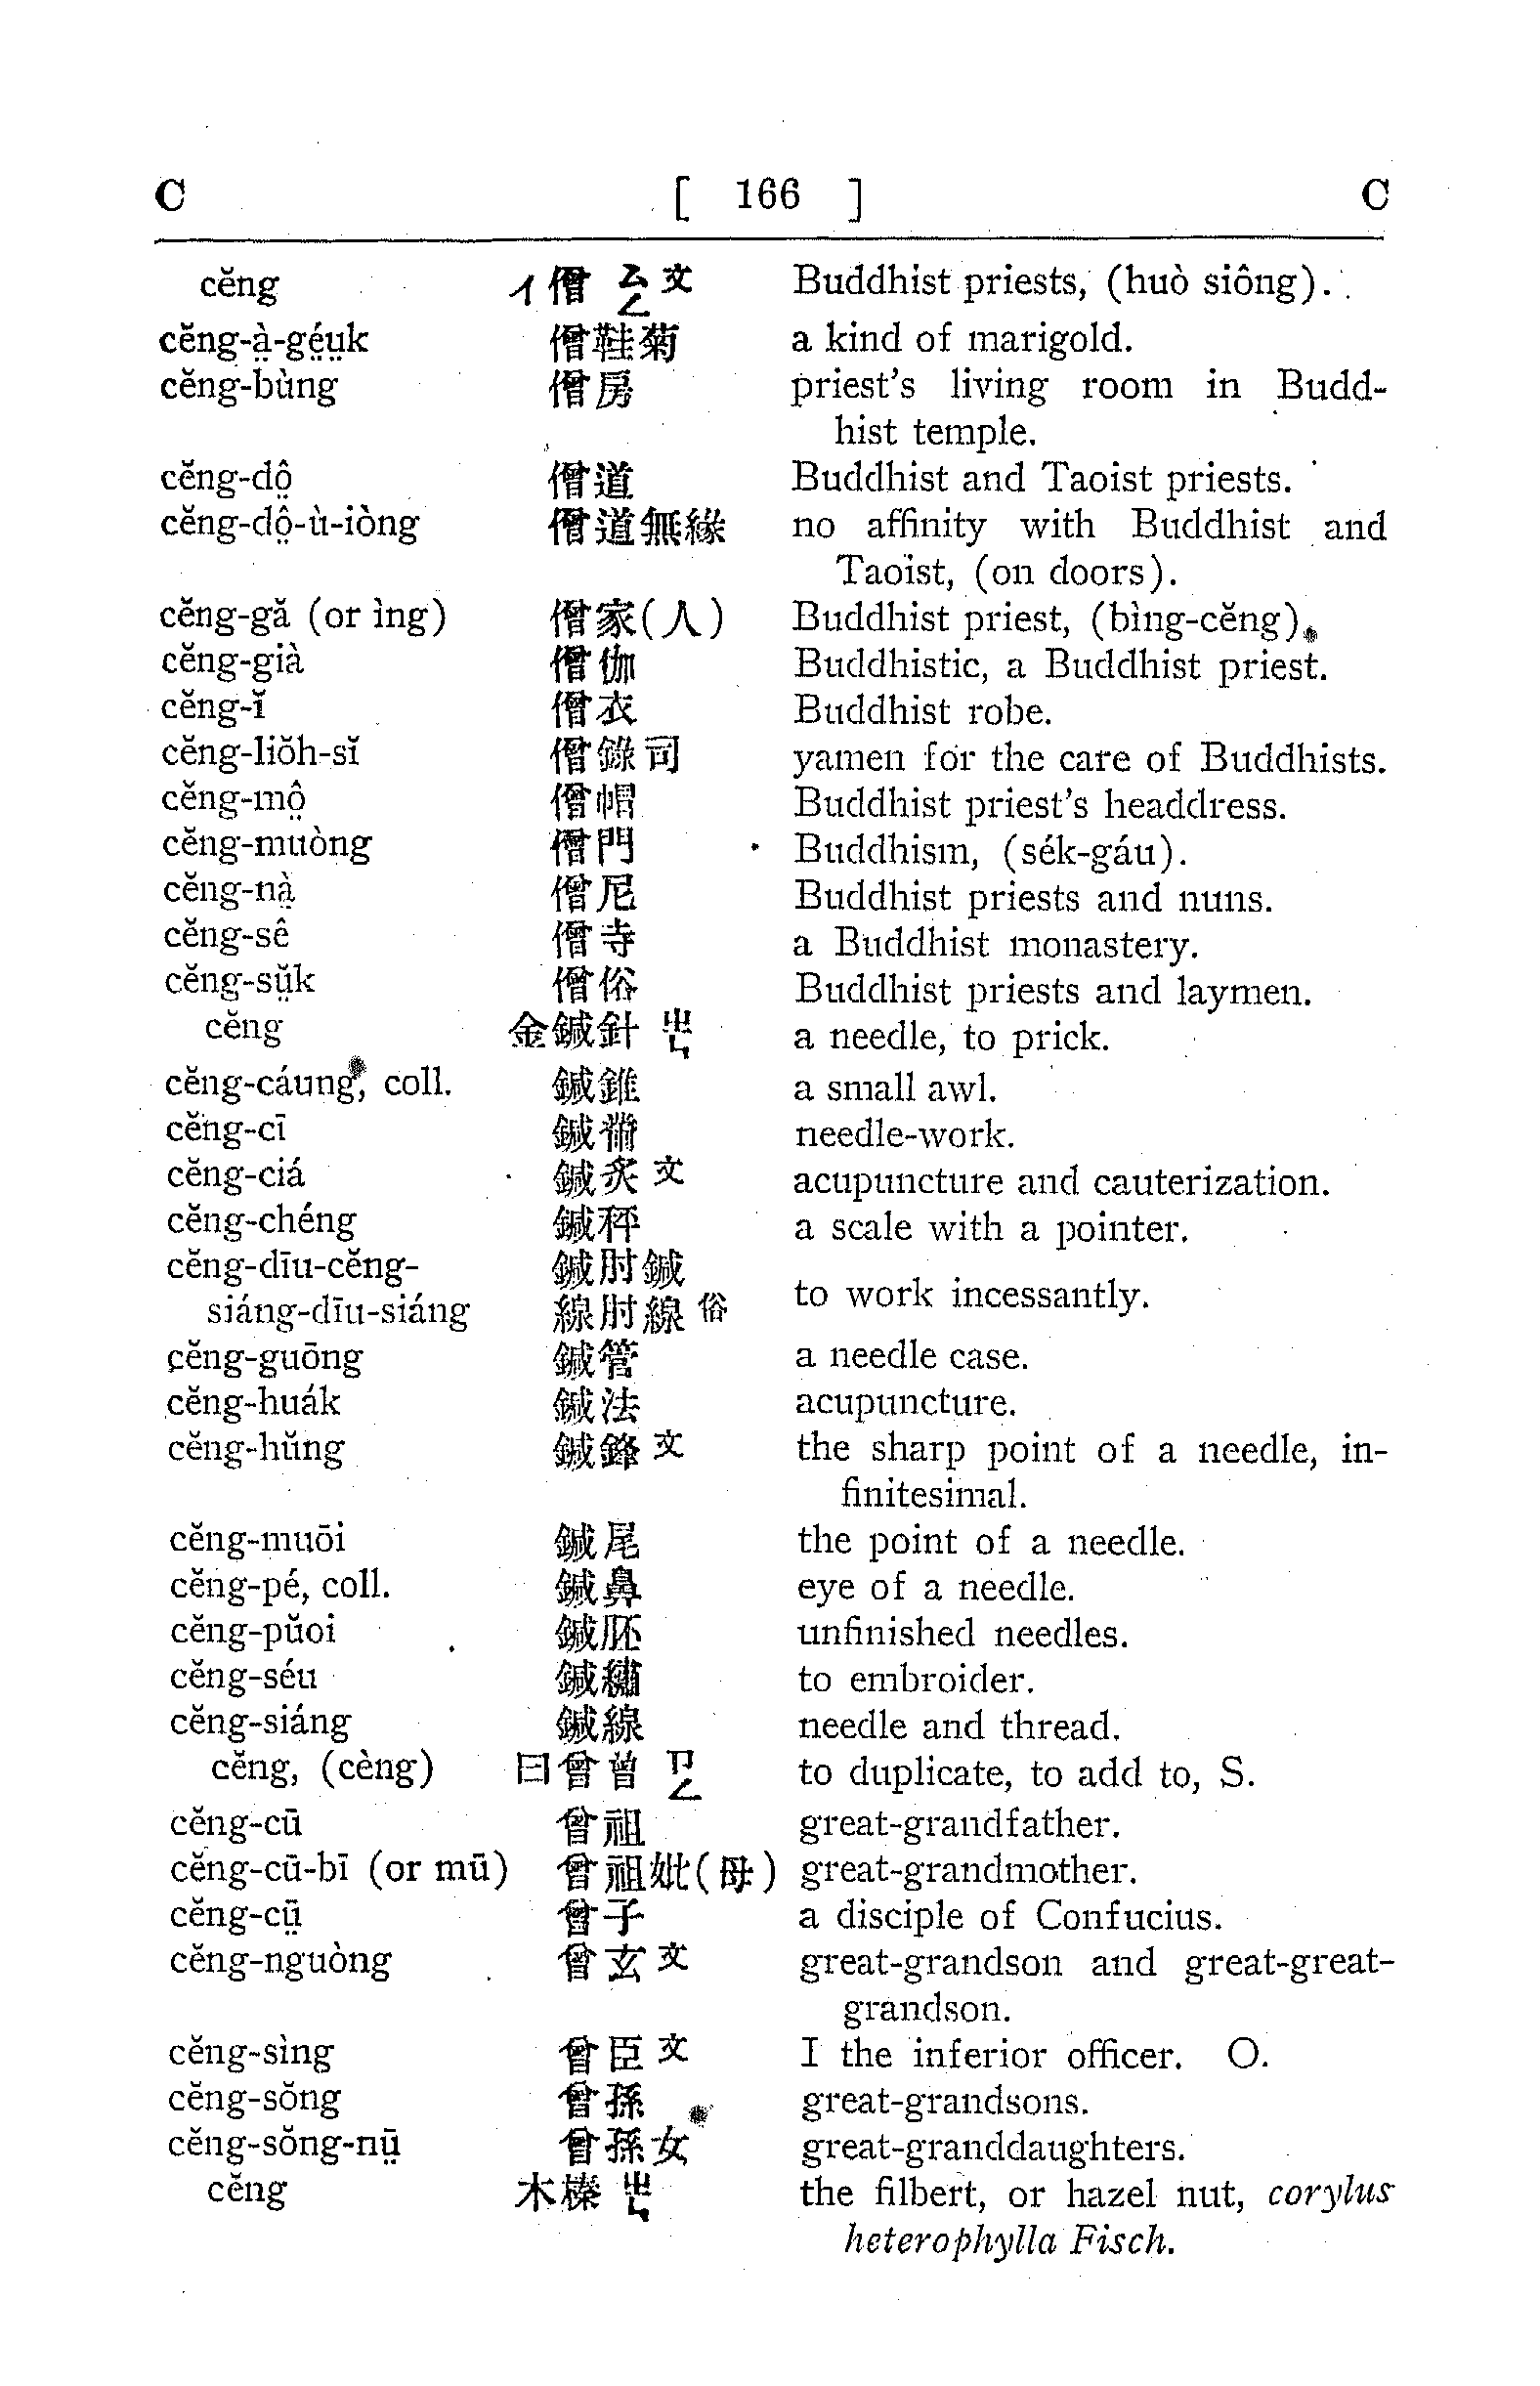 C [ 166 ] C
cĕng 亻僧 ㄙㄥ 文 Buddhist priests, (huò siông).
cĕng-à̤-gé̤ṳk 僧鞋菊 a kind of marigold.
cĕng-bùng 僧房 priest's living room in Budd-
hist temple.
cĕng-dô̤ 僧道 Buddhist and Taoist priests.
cĕng-dô̤-ù-iòng 僧道無緣 no affinity with Buddhist and
Taoist, (on doors).
cĕng-gă (or ìng) 僧家(人) Buddhist priest, (bìng-cĕng).
cĕng-già 僧伽 Buddhistic, a Buddhist priest.
cĕng-ĭ 僧衣 Buddhist robe.
cĕng-liŏh-sĭ 僧錄司 yamen for the care of Buddhists.
cĕng-mô̤ 僧帽 Buddhist priest's headdress.
cĕng-muòng 僧門 Buddhism, (sék-gáu).
cĕng-nà̤ 僧尼 Buddhist priests and nuns.
cĕng-sê 僧寺 a Buddhist monastery.
cĕng-sṳ̆k 僧俗 Buddhist priests and laymen.
cĕng 金鍼針 ㄓㄣ a needle, to prick.
cĕng-cáung, coll. 鍼錐 a small awl.
cĕng-cī 鍼黹 needle-work.
cĕng-ciá 鍼炙 文 acupuncture and cauterization.
cĕng-chéng 鍼秤 a scale with a pointer.
cĕng-dīu-cĕng- 鍼肘鍼
siáng-dīu-siáng 線肘線 俗 to work incessantly.
cĕng-guōng 鍼管 a needle case.
cĕng-huák 鍼法 acupuncture.
cĕng-hŭng 鍼鋒 文 the sharp point of a needle, in-
finitesimal.
cĕng-muōi 鍼尾 the point of a needle.
cĕng-pé, coll. 鍼鼻 eye of a needle.
cĕng-pŭoi 鍼胚 unfinished needles.
cĕng-séu 鍼繡 to embroider.
cĕng-siáng 鍼線 needle and thread.
cĕng, (cèng) 曰曾曽 ㄗㄥ to duplicate, to add to, S.
cĕng-cū 曾祖 great-grandfather.
cĕng-cū-bī (or mū) 曾祖妣(母) great-grandmother.
cĕng-cṳ̄ 曾子 a disciple of Confucius.
cĕng-nguòng 曾玄 文 great-grandson and great-great-
grandson.
cĕng-sìng 曾臣 文 I the inferior officer. O.
cĕng-sŏng 曾孫 great-grandsons.
cĕng-sŏng-nṳ̄ 曾孫女 great-granddaughters.
cĕng 木榛 ㄓㄣ the filbert, or hazel nut, corylus
heterophylla Fisch.